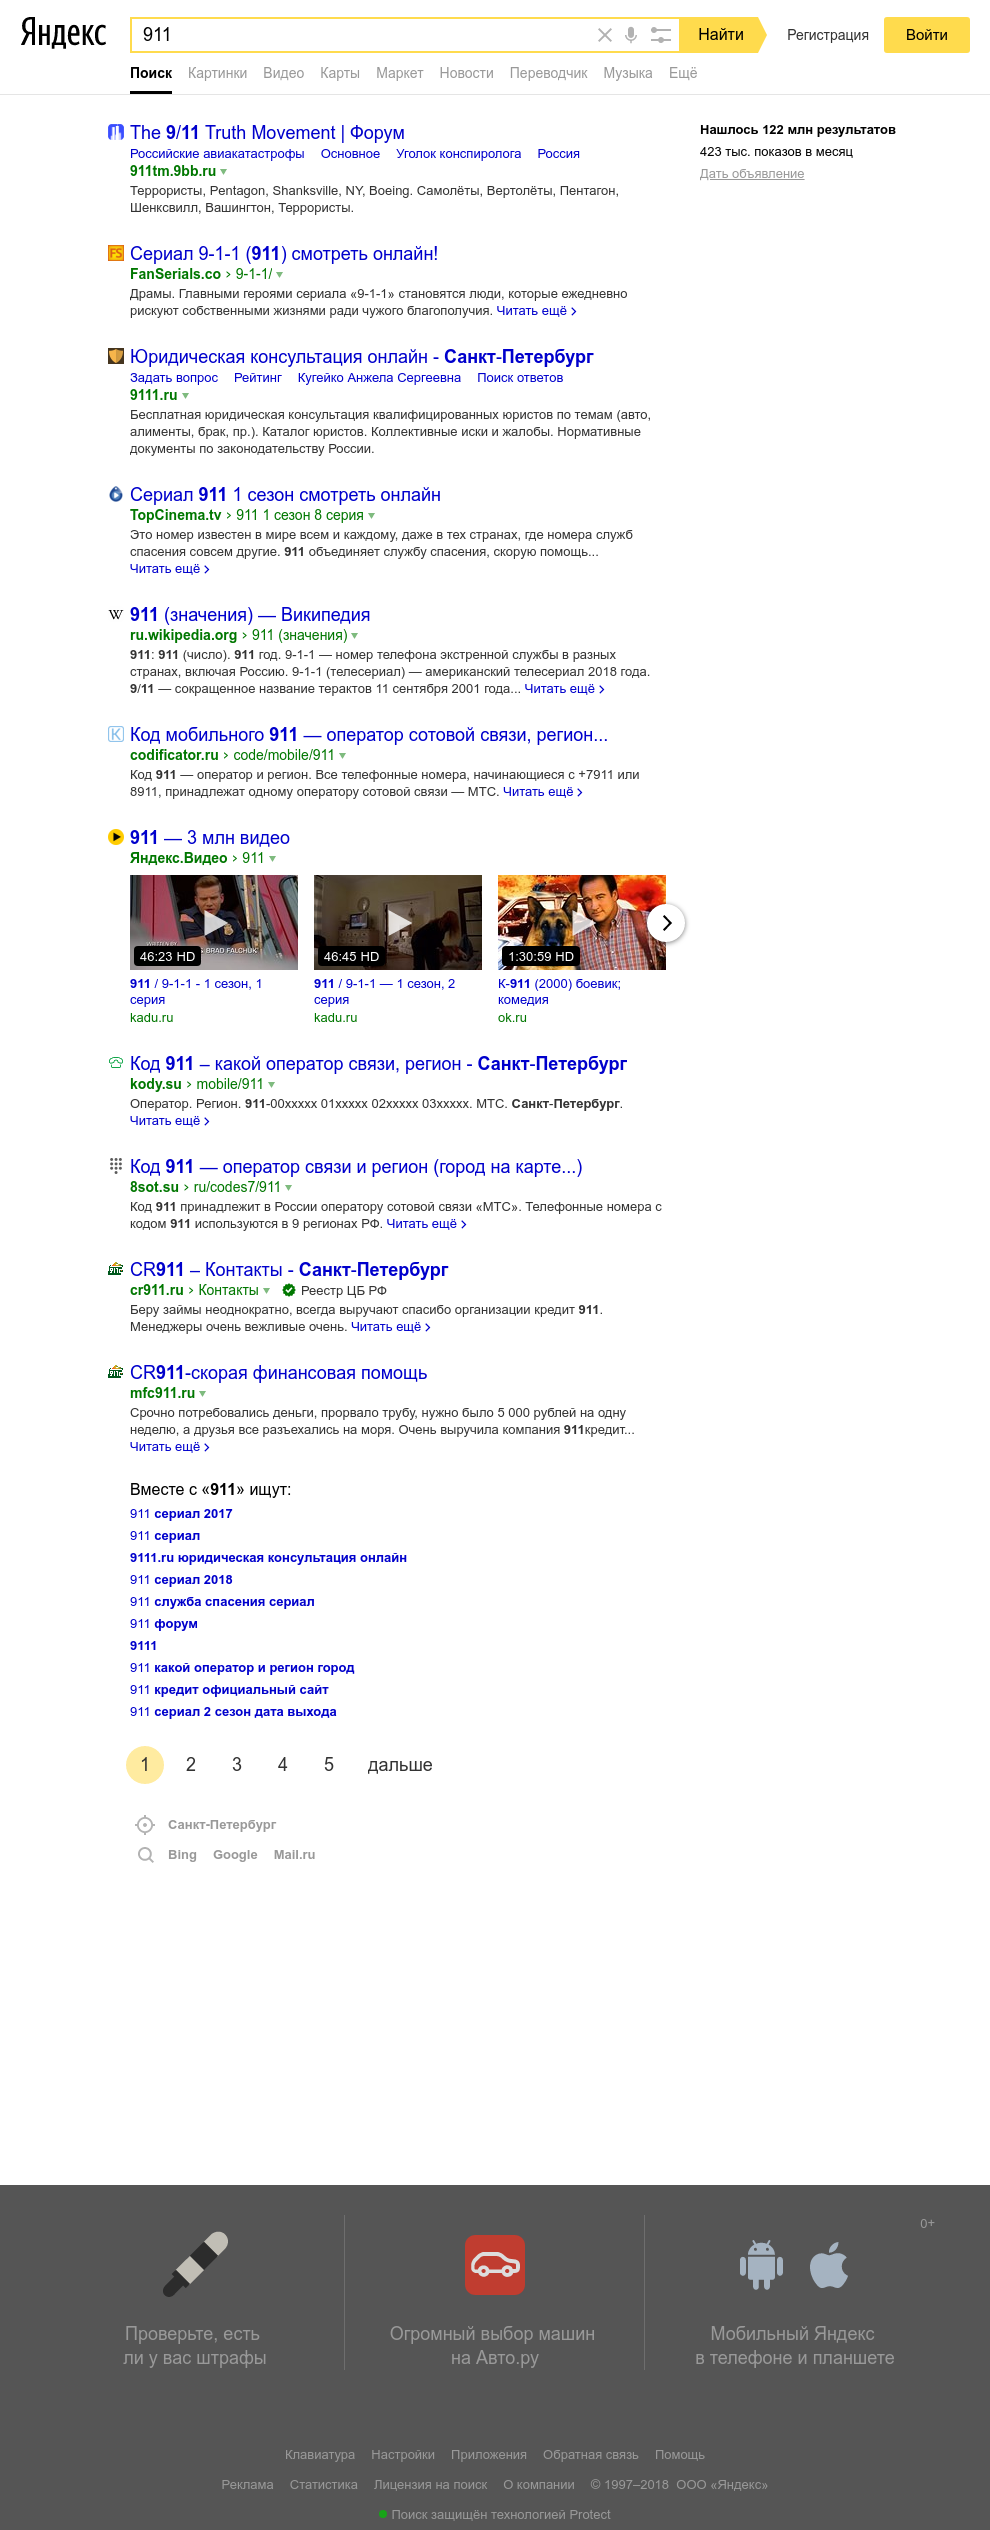 Яндекс
911
Найти
Регистрация
Войти
Поиск Картинки Видео Карты Маркет Новости Переводчик Музыка Ещё
The 9/11 Truth Movement | Форум
Российские авиакатастрофы Основное Уголок конспиролога Россия
911tm.9bb.ru
Террористы, Pentagon, Shanksville, NY, Boeing. Самолёты, Вертолёты, Пентагон,
Шенксвилл, Вашингтон, Террористы.
Нашлось 122 млн результатов
423 тыс. показов в месяц
Дать объявление
Сериал 9-1-1 (911) смотреть онлайн!
FanSerials.co › 9-1-1/
Драмы. Главными героями сериала «9-1-1» становятся люди, которые ежедневно
рискуют собственными жизнями ради чужого благополучия. Читать ещё ›
Юридическая консультация онлайн - Санкт-Петербург
Задать вопрос Рейтинг Кугейко Анжела Сергеевна Поиск ответов
9111.ru
Бесплатная юридическая консультация квалифицированных юристов по темам (авто,
алименты, брак, пр.). Каталог юристов. Коллективные иски и жалобы. Нормативные
документы по законодательству России.
Сериал 911 1 сезон смотреть онлайн
TopCinema.tv › 911 1 сезон 8 серия
Это номер известен в мире всем и каждому, даже в тех странах, где номера служб
спасения совсем другие. 911 объединяет службу спасения, скорую помощь...
Читать ещё ›
W
911 (значения) — Википедия
ru.wikipedia.org › 911 (значения)
911: 911 (число). 911 год. 9-1-1 — номер телефона экстренной службы в разных
странах, включая Россию. 9-1-1 (телесериал) — американский телесериал 2018 года.
9/11 — сокращенное название терактов 11 сентября 2001 года... Читать ещё ›
K
Код мобильного 911 — оператор сотовой связи, регион...
codificator.ru › code/mobile/911
Код 911 — оператор и регион. Все телефонные номера, начинающиеся с +7911 или
8911, принадлежат одному оператору сотовой связи — МТС. Читать ещё ›
911 — 3 млн видео
Яндекс.Видео › 911
46:23 HD
BRAD FALCHUK
46:45 HD
1:30:59 HD
911 / 9-1-1 - 1 сезон, 1
серия
kadu.ru
911 / 9-1-1 — 1 сезон, 2
серия
kadu.ru
К-911 (2000) боевик;
комедия
ok.ru
Код 911 – какой оператор связи, регион - Санкт-Петербург
kody.su › mobile/911
Оператор. Регион. 911-00xxxxx 01xxxxx 02xxxxx 03xxxxx. МТС. Санкт-Петербург.
Читать ещё ›
Код 911 — оператор связи и регион (город на карте...)
8sot.su › ru/codes7/911
Код 911 принадлежит в России оператору сотовой связи «МТС». Телефонные номера с
кодом 911 используются в 9 регионах РФ. Читать ещё ›
CR911 – Контакты - Санкт-Петербург
cr911.ru › Контакты Реестр ЦБ РФ
Беру займы неоднократно, всегда выручают спасибо организации кредит 911.
Менеджеры очень вежливые очень. Читать ещё ›
CR911-скорая финансовая помощь
mfc911.ru
Срочно потребовались деньги, прорвало трубу, нужно было 5 000 рублей на одну
неделю, а друзья все разъехались на моря. Очень выручила компания 911кредит...
Читать ещё ›
Вместе с «911» ищут:
911 сериал 2017
911 сериал
9111.ru юридическая консультация онлайн
911 сериал 2018
911 служба спасения сериал
911 форум
9111
911 какой оператор и регион город
911 кредит официальный сайт
911 сериал 2 сезон дата выхода
1 2 3 4 5 дальше
Санкт-Петербург
Bing Google Mail.ru
0+
Проверьте, есть
ли у вас штрафы
Огромный выбор машин
на Авто.ру
Мобильный Яндекс
в телефоне и планшете
Клавиатура Настройки Приложения Обратная связь Помощь
Реклама Статистика Лицензия на поиск О компании © 1997–2018 ООО «Яндекс»
Поиск защищён технологией Protect